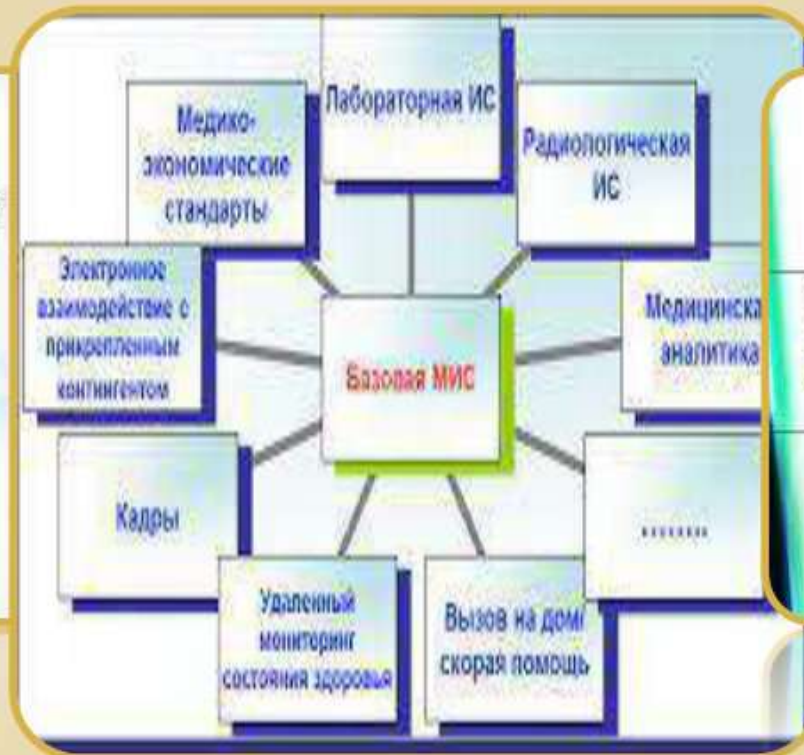 Лабораторная ИС
Медико-
экономические
стандарты
Радиологическая
ИС
Электронное
взаимодействие с
прикрепленным
контингентом
Медицинска
аналитика
Базовая МИС
Кадры
........
Удаленный
мониторинг
состояния здоровья
Вызов на дом/
скорая помощь